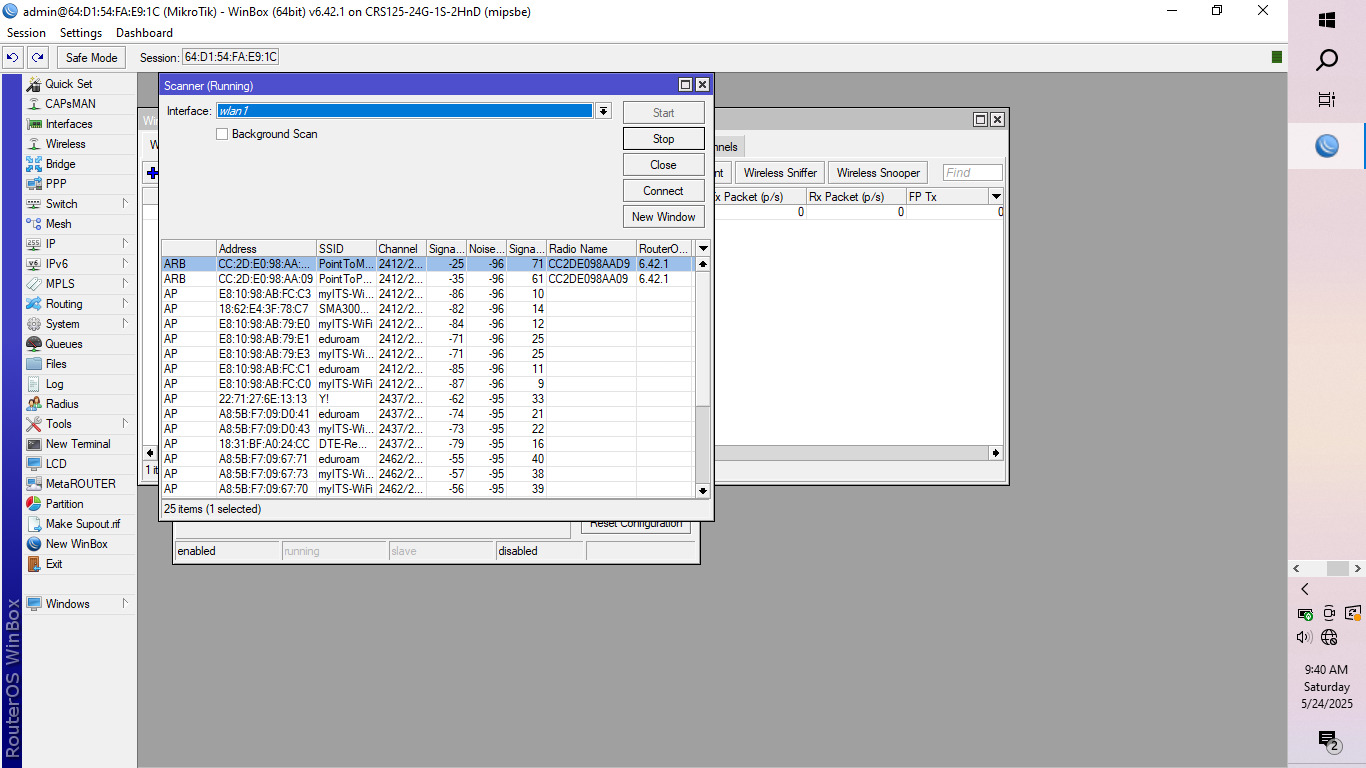 admin@64:D1:54:FA:E9:1C (MikroTik) - WinBox (64bit) v6.42.1 on CRS125-24G-1S-2HnD (mipsbe)
Session Settings Dashboard
Safe Mode Session: 64:D1:54:FA:E9:1C
Quick Set
CAPsMAN
Interfaces
Wireless
Bridge
PPP
Switch
Mesh
IP
IPv6
MPLS
Routing
System
Queues
Files
Log
Radius
Tools
New Terminal
LCD
MetaROUTER
Partition
Make Supout.rif
New WinBox
Exit
Windows
RouterOS WinBox
Scanner (Running)
Interface: wlan1
Background Scan
Start
Stop
Close
Connect
New Window
Address SSID Channel Signa... Noise... Signa... Radio Name RouterO...
ARB CC:2D:E0:98:AA:... PointToM... 2412/2... -25 -96 71 CC2DE098AAD9 6.42.1
ARB CC:2D:E0:98:AA:09 PointToP... 2412/2... -35 -96 61 CC2DE098AA09 6.42.1
AP E8:10:98:AB:FC:C3 myITS-Wi... 2412/2... -86 -96 10
AP 18:62:E4:3F:78:C7 SMA300... 2412/2... -82 -96 14
AP E8:10:98:AB:79:E0 myITS-WiFi 2412/2... -84 -96 12
AP E8:10:98:AB:79:E1 eduroam 2412/2... -71 -96 25
AP E8:10:98:AB:79:E3 myITS-Wi... 2412/2... -71 -96 25
AP E8:10:98:AB:FC:C1 eduroam 2412/2... -85 -96 11
AP E8:10:98:AB:FC:C0 myITS-WiFi 2412/2... -87 -96 9
AP 22:71:27:6E:13:13 Y! 2437/2... -62 -95 33
AP A8:5B:F7:09:D0:41 eduroam 2437/2... -74 -95 21
AP A8:5B:F7:09:D0:43 myITS-Wi... 2437/2... -73 -95 22
AP 18:31:BF:A0:24:CC DTE-Re... 2437/2... -79 -95 16
AP A8:5B:F7:09:67:71 eduroam 2462/2... -55 -95 40
AP A8:5B:F7:09:67:73 myITS-Wi... 2462/2... -57 -95 38
AP A8:5B:F7:09:67:70 myITS-WiFi 2462/2... -56 -95 39
25 items (1 selected)
Wireless Sniffer Wireless Snooper Find
Packet (p/s) Rx Packet (p/s) FP Tx
0 0 0
Reset Configuration
enabled running slave disabled
9:40 AM
Saturday
5/24/2025
2